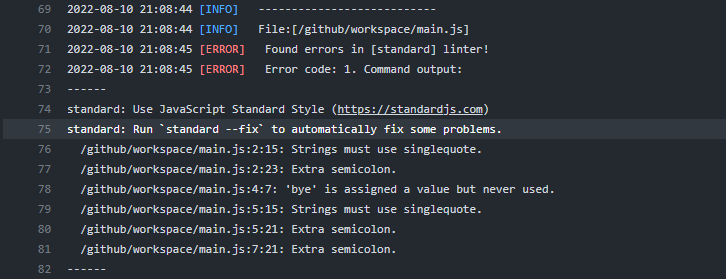 69 2022-08-10 21:08:44 [INFO] ---------------------------
70 2022-08-10 21:08:44 [INFO] File:[/github/workspace/main.js]
71 2022-08-10 21:08:45 [ERROR] Found errors in [standard] linter!
72 2022-08-10 21:08:45 [ERROR] Error code: 1. Command output:
73 ------
74 standard: Use JavaScript Standard Style (https://standardjs.com)
75 standard: Run `standard --fix` to automatically fix some problems.
76 /github/workspace/main.js:2:15: Strings must use singlequote.
77 /github/workspace/main.js:2:23: Extra semicolon.
78 /github/workspace/main.js:4:7: 'bye' is assigned a value but never used.
79 /github/workspace/main.js:5:15: Strings must use singlequote.
80 /github/workspace/main.js:5:21: Extra semicolon.
81 /github/workspace/main.js:7:21: Extra semicolon.
82 ------